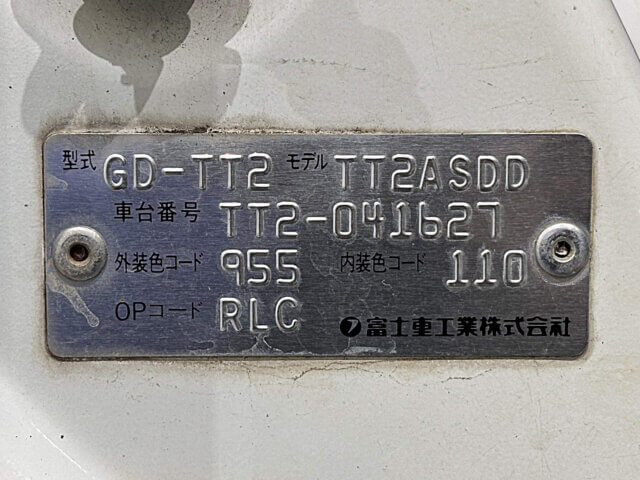 型式 GD-TT2 モデル TT2ASDD
車台番号 TT2-041627
外装色コード 955 内装色コード 110
OPコード RLC 富士重工業株式会社